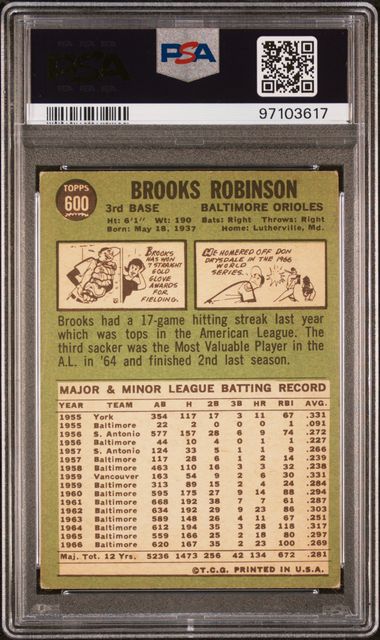 PSA
PSA
97103617
TOPPS
600
BROOKS ROBINSON
3rd BASE BALTIMORE ORIOLES
Ht: 6'1" Wt: 190 Bats: Right Throws: Right
Born: May 18, 1937 Home: Lutherville, Md.
BROOKS
HAS WON
7 STRAIGHT
SOLID
GLOVE
AWARDS
FOR
FIELDING.
HE HOMERED OFF DON
DRYSDALE IN THE 1966
WORLD
SERIES.
Brooks had a 17-game hitting streak last year
which was tops in the American League. The
third sacker was the Most Valuable Player in the
A.L. in '64 and finished 2nd last season.
MAJOR & MINOR LEAGUE BATTING RECORD
YEAR TEAM AB H 2B 3B HR RBI AVG.
1955 York 354 117 17 3 11 67 .331
1955 Baltimore 22 2 0 0 0 1 .091
1956 S. Antonio 577 157 28 6 9 74 .272
1956 Baltimore 44 10 4 0 1 1 .227
1957 S. Antonio 124 33 5 1 1 9 .266
1957 Baltimore 117 28 6 1 2 14 .239
1958 Baltimore 463 110 16 3 3 32 .238
1959 Vancouver 163 54 9 2 6 30 .331
1959 Baltimore 313 89 15 2 4 24 .284
1960 Baltimore 595 175 27 9 14 88 .294
1961 Baltimore 668 192 38 7 7 61 .287
1962 Baltimore 634 192 29 9 23 86 .303
1963 Baltimore 589 148 26 4 11 67 .251
1964 Baltimore 612 194 35 3 28 118 .317
1965 Baltimore 559 166 25 2 18 80 .297
1966 Baltimore 620 167 35 2 23 100 .269
Maj. Tot. 12 Yrs. 5236 1473 256 42 134 672 .281
©T.C.G. PRINTED IN U.S.A.